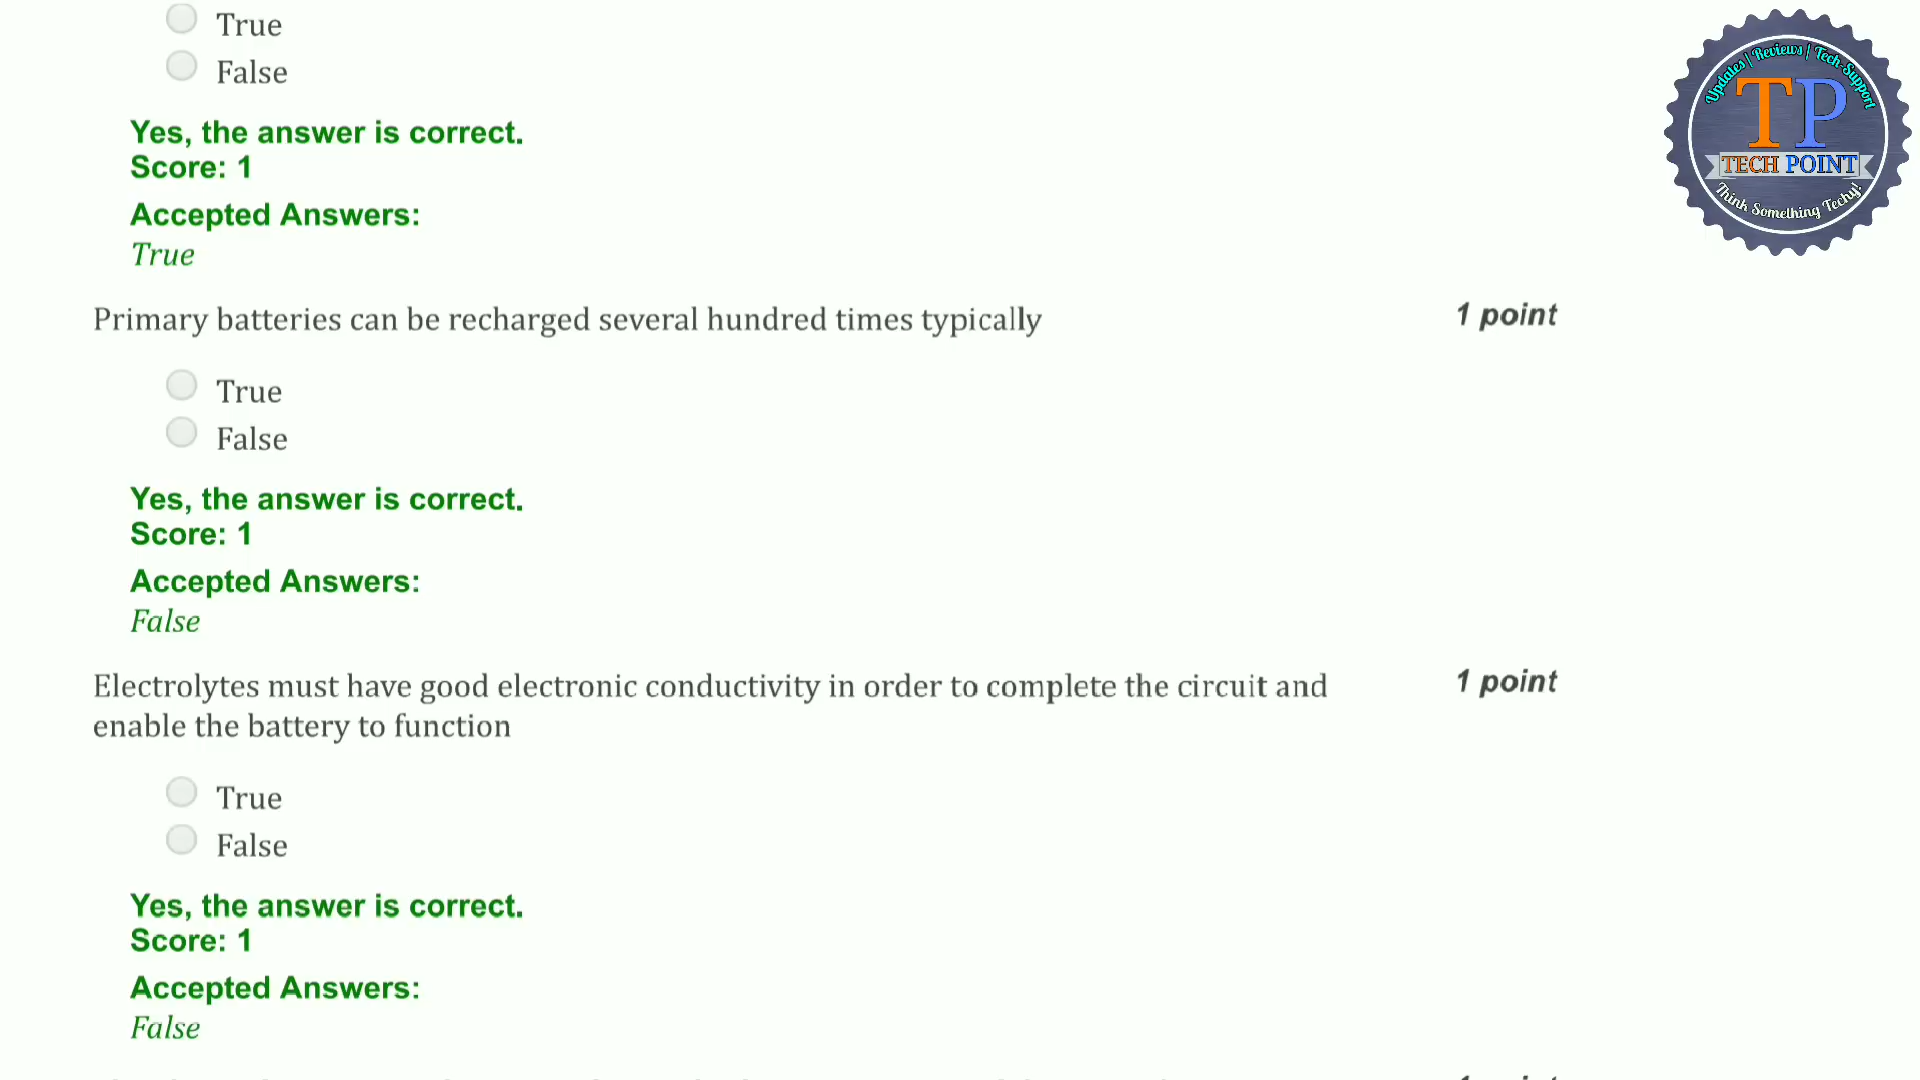 True
False
Yes, the answer is correct.
Score: 1
Accepted Answers:
True
Primary batteries can be recharged several hundred times typically
1 point
True
False
Yes, the answer is correct.
Score: 1
Accepted Answers:
False
Electrolytes must have good electronic conductivity in order to complete the circuit and
1 point
enable the battery to function
True
False
Yes, the answer is correct.
Score: 1
Accepted Answers:
False
Updates | Reviews | Tech-Support
TP
TECH POINT
Think Something Techy!